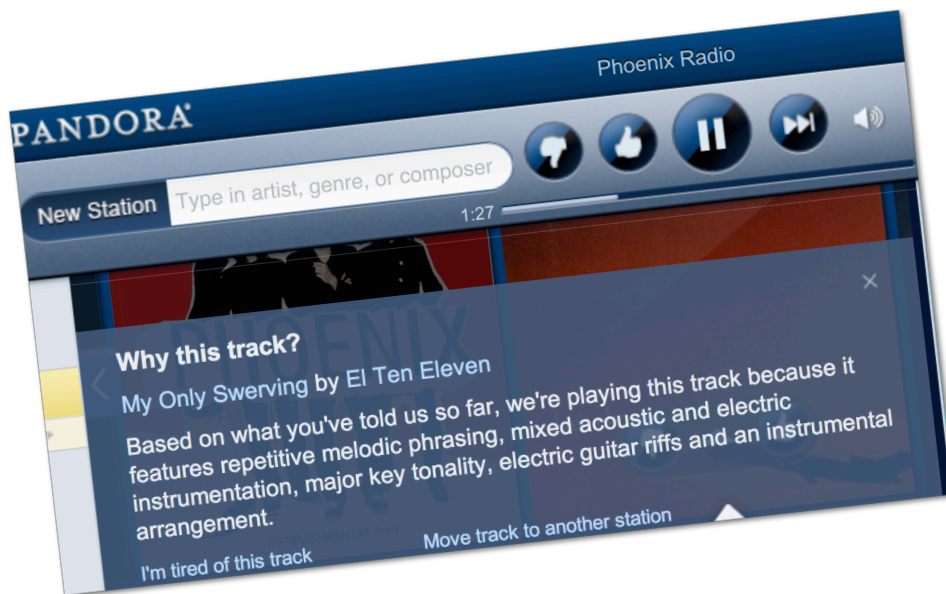 Phoenix Radio
PANDORA®
New Station Type in artist, genre, or composer
1:27
PHOENIX
Why this track?
My Only Swerving by El Ten Eleven
Based on what you've told us so far, we're playing this track because it
features repetitive melodic phrasing, mixed acoustic and electric
instrumentation, major key tonality, electric guitar riffs and an instrumental
arrangement.
I'm tired of this track Move track to another station